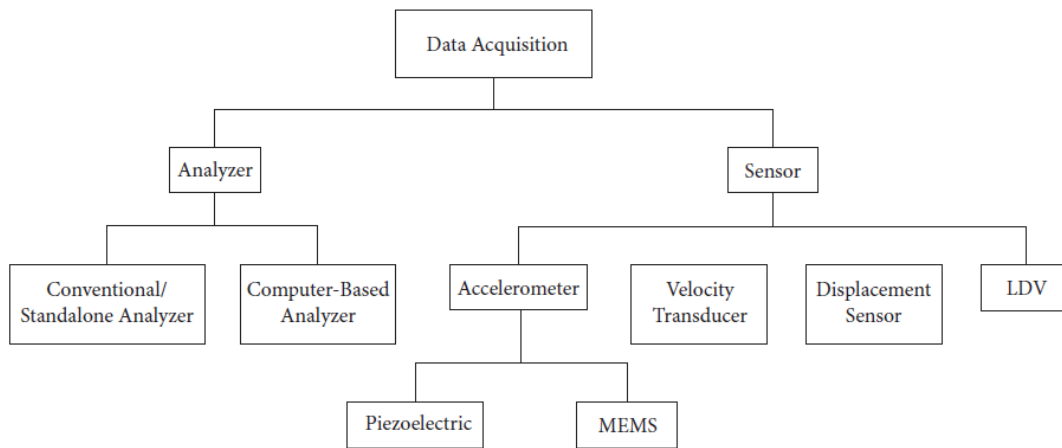 Data Acquisition
Analyzer
Sensor
Conventional/
Standalone Analyzer
Computer-Based
Analyzer
Accelerometer
Velocity
Transducer
Displacement
Sensor
LDV
Piezoelectric
MEMS